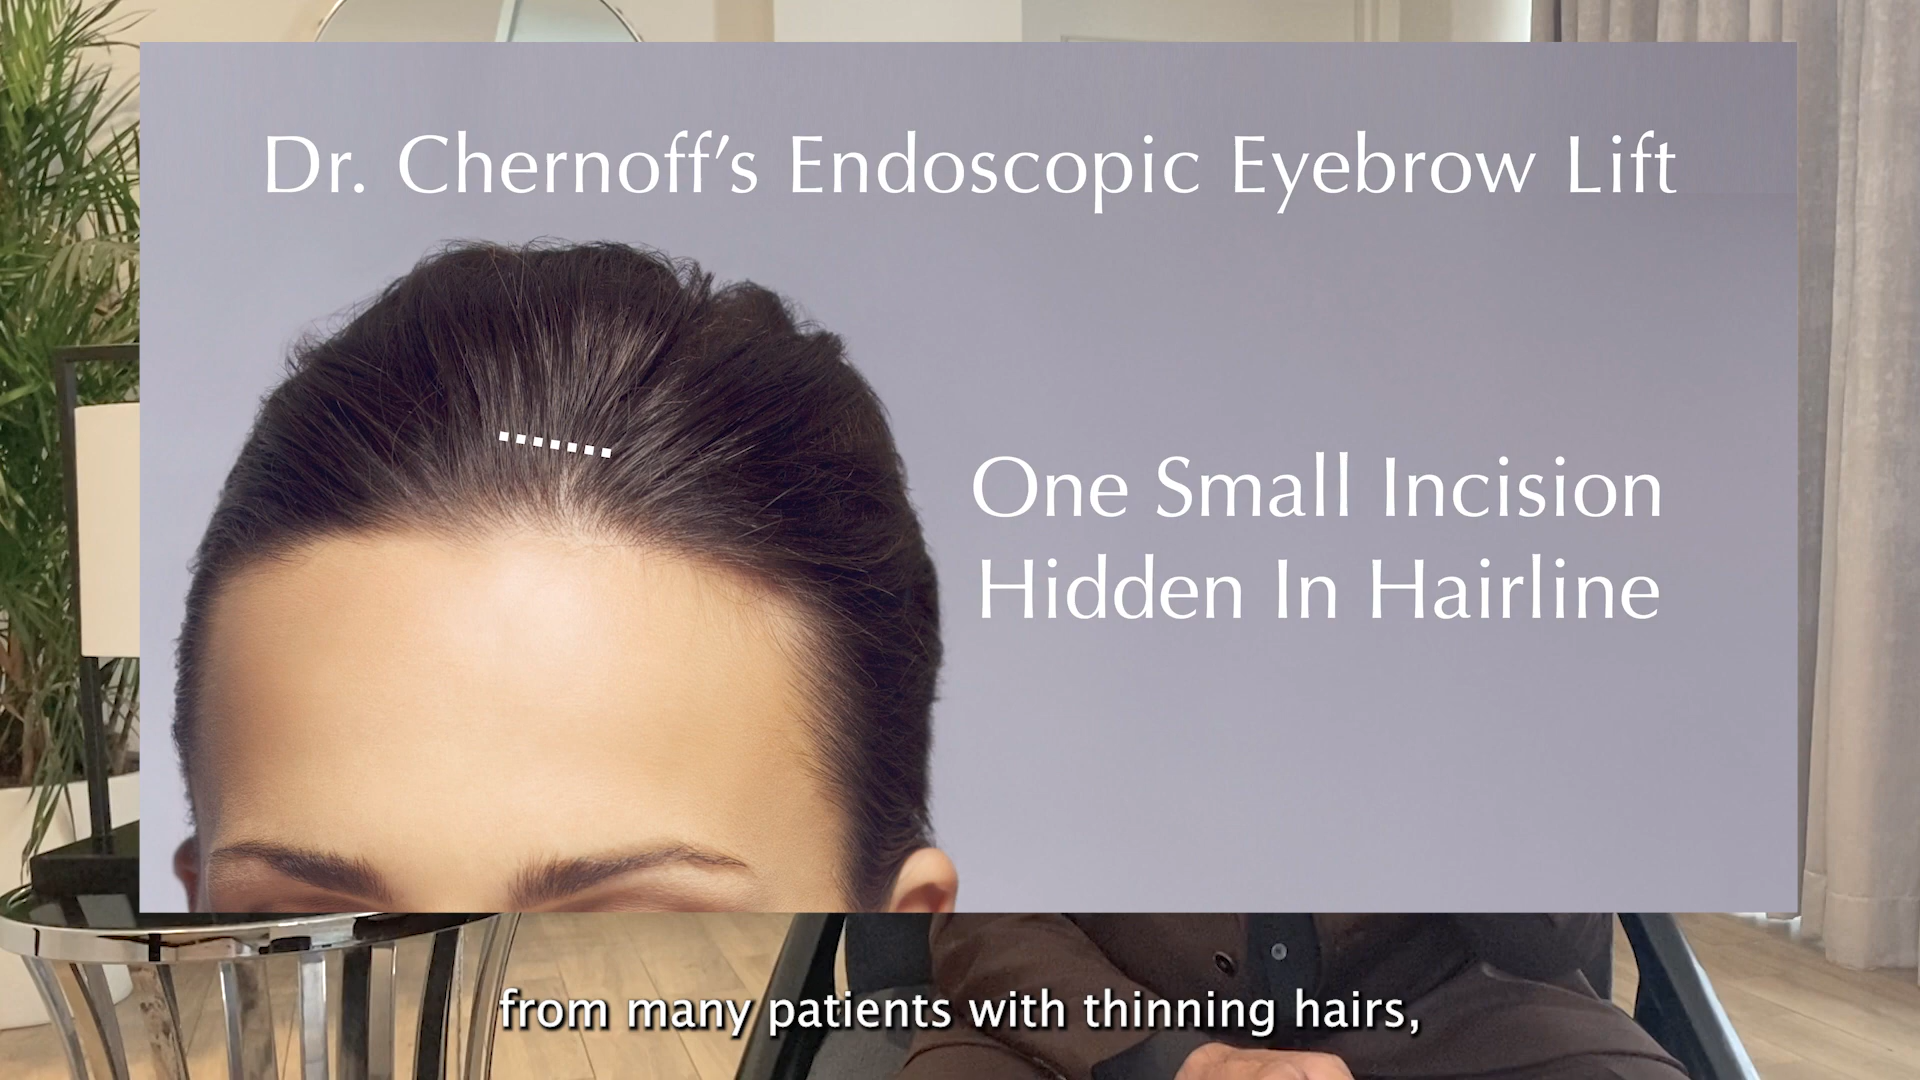 Dr. Chernoff's Endoscopic Eyebrow Lift
One Small Incision
Hidden In Hairline
from many patients with thinning hairs,